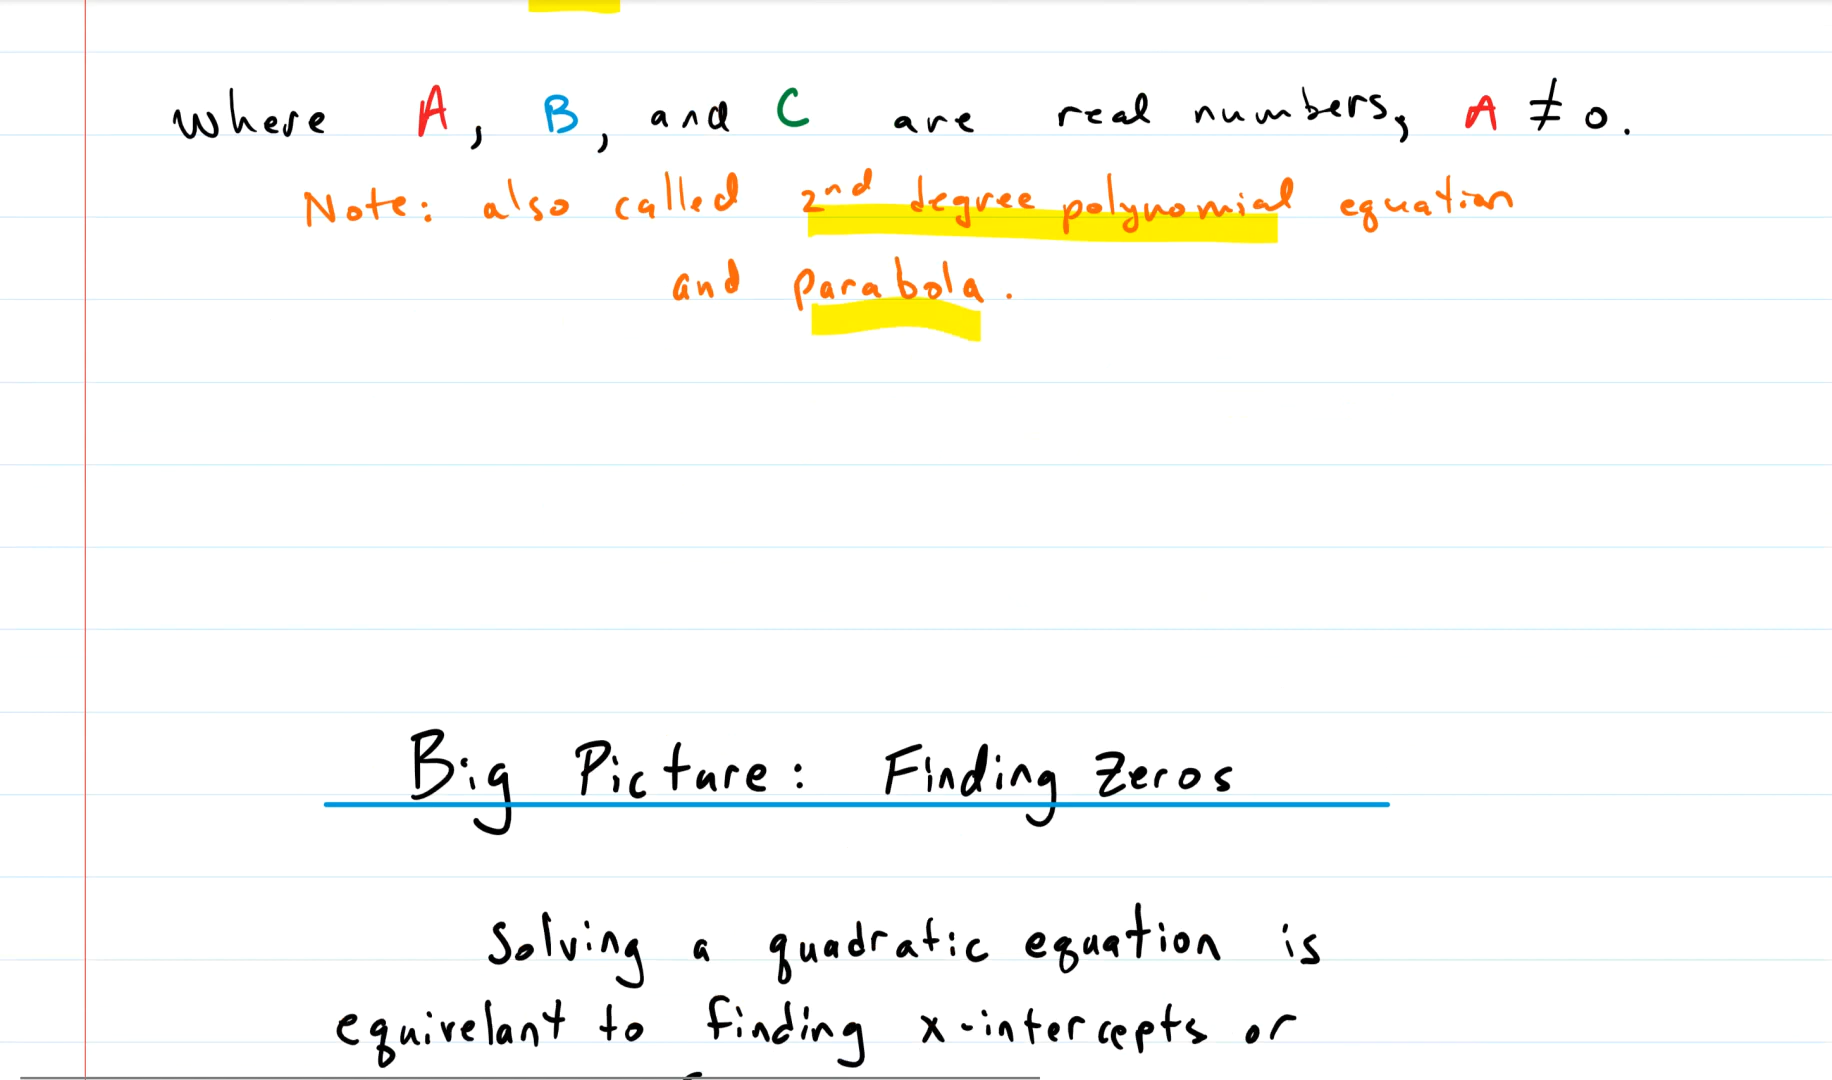 where A, B, and C are real numbers, A ≠ 0.
Note: also called 2nd degree polynomial equation
and parabola.
Big Picture: Finding Zeros
Solving a quadratic equation is
equivelant to finding x-intercepts or